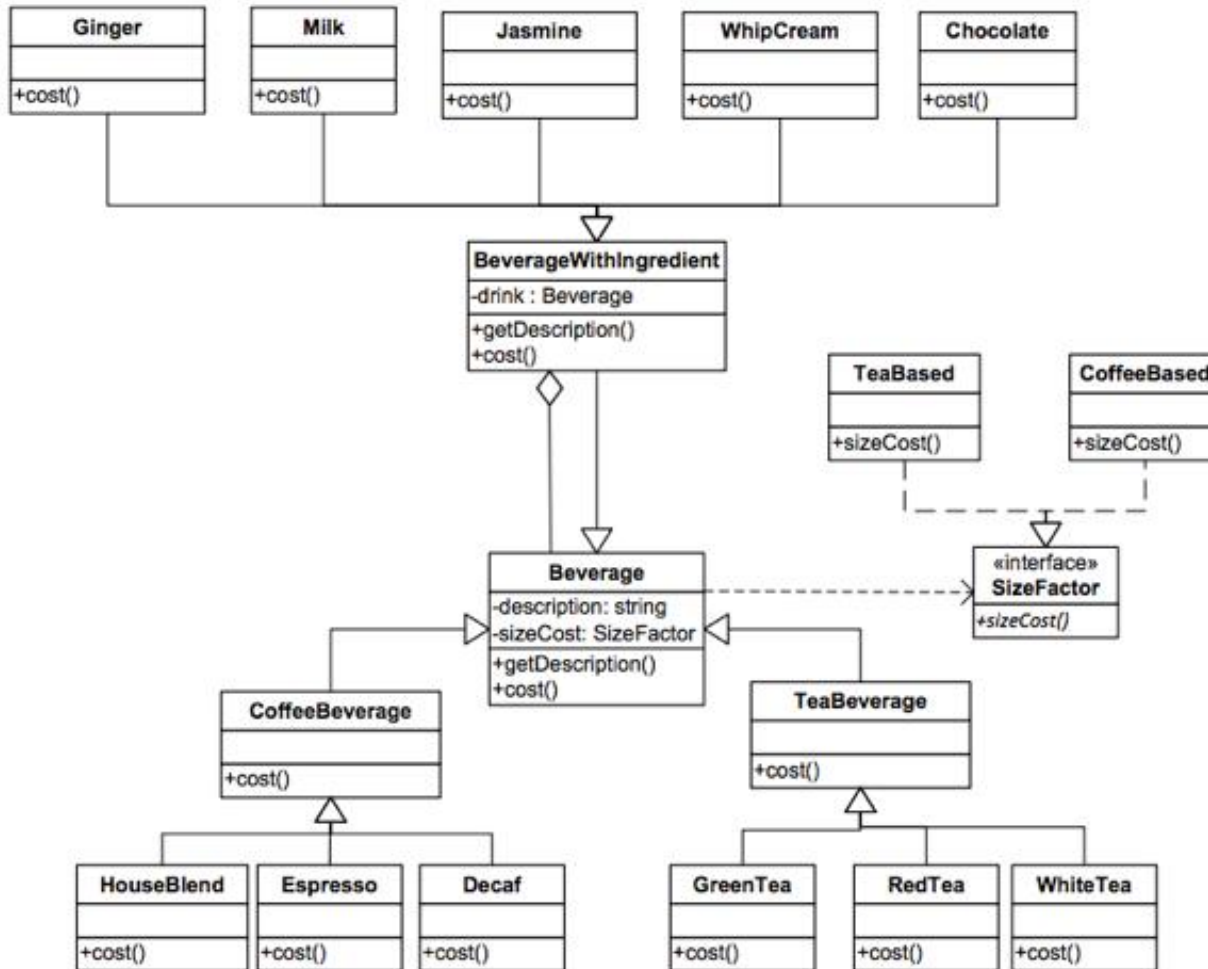 Ginger
+cost()
Milk
+cost()
Jasmine
+cost()
WhipCream
+cost()
Chocolate
+cost()
BeverageWithIngredient
-drink : Beverage
+getDescription()
+cost()
TeaBased
+sizeCost()
CoffeeBased
+sizeCost()
«interface»
SizeFactor
+sizeCost()
Beverage
-description: string
-sizeCost: SizeFactor
+getDescription()
+cost()
CoffeeBeverage
+cost()
TeaBeverage
+cost()
HouseBlend
+cost()
Espresso
+cost()
Decaf
+cost()
GreenTea
+cost()
RedTea
+cost()
WhiteTea
+cost()